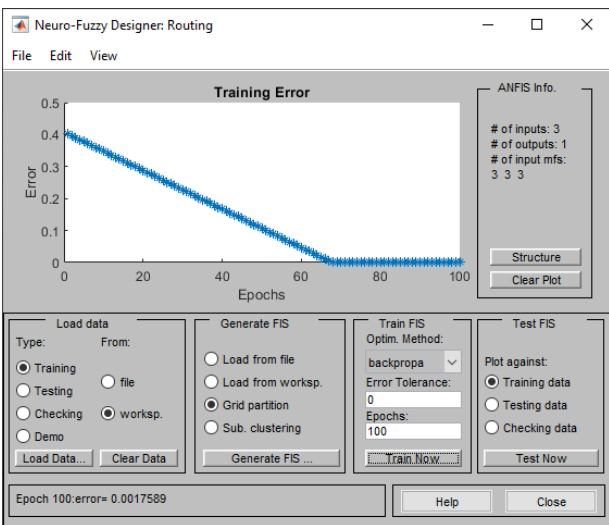 Neuro-Fuzzy Designer: Routing
File Edit View
Training Error
0.5
0.4
0.3
0.2
0.1
0
Error
0 20 40 60 80 100
Epochs
ANFIS Info.
# of inputs: 3
# of outputs: 1
# of input mfs:
3 3 3
Structure
Clear Plot
Load data
Type: From:
Training
Testing
Checking
Demo
file
worksp.
Load Data... Clear Data
Generate FIS
Load from file
Load from worksp.
Grid partition
Sub. clustering
Generate FIS ...
Train FIS
Optim. Method:
backpropa
Error Tolerance:
0
Epochs:
100
Train Now
Test FIS
Plot against:
Training data
Testing data
Checking data
Test Now
Epoch 100:error= 0.0017589
Help Close